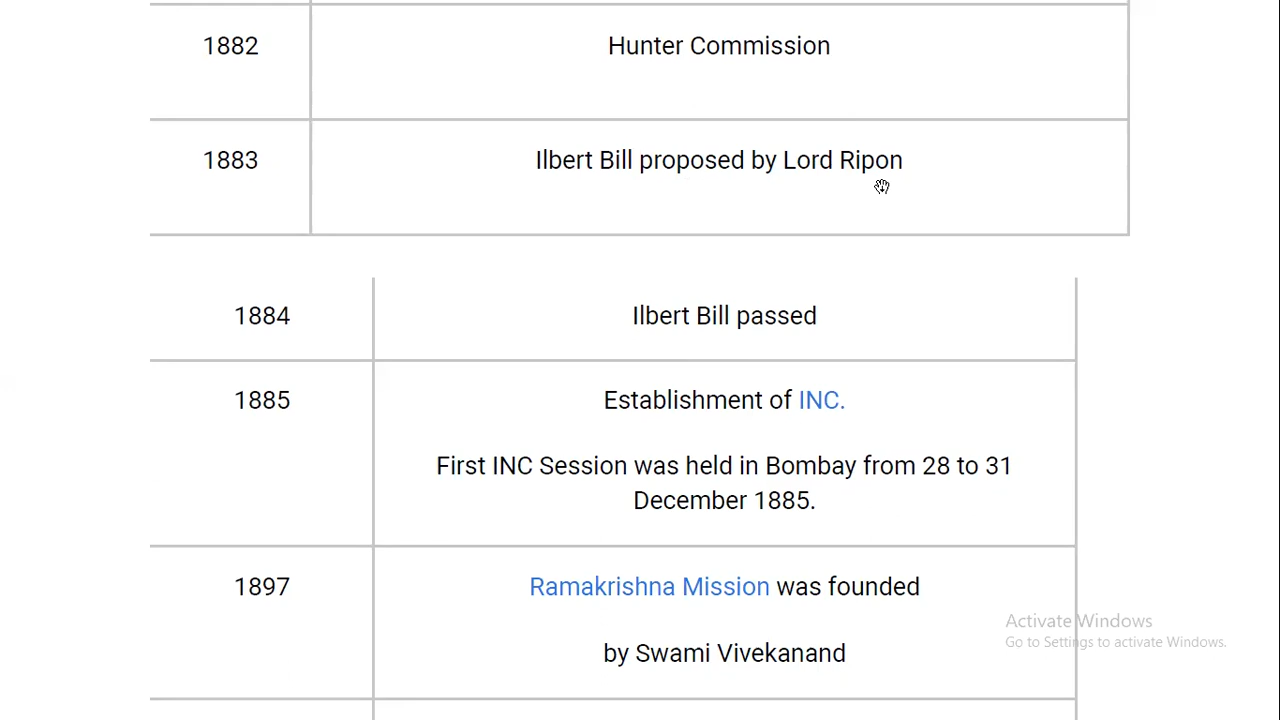 1882 Hunter Commission
1883 Ilbert Bill proposed by Lord Ripon
1884 Ilbert Bill passed
1885 Establishment of INC.
First INC Session was held in Bombay from 28 to 31
December 1885.
1897 Ramakrishna Mission was founded
by Swami Vivekanand
Activate Windows
Go to Settings to activate Windows.